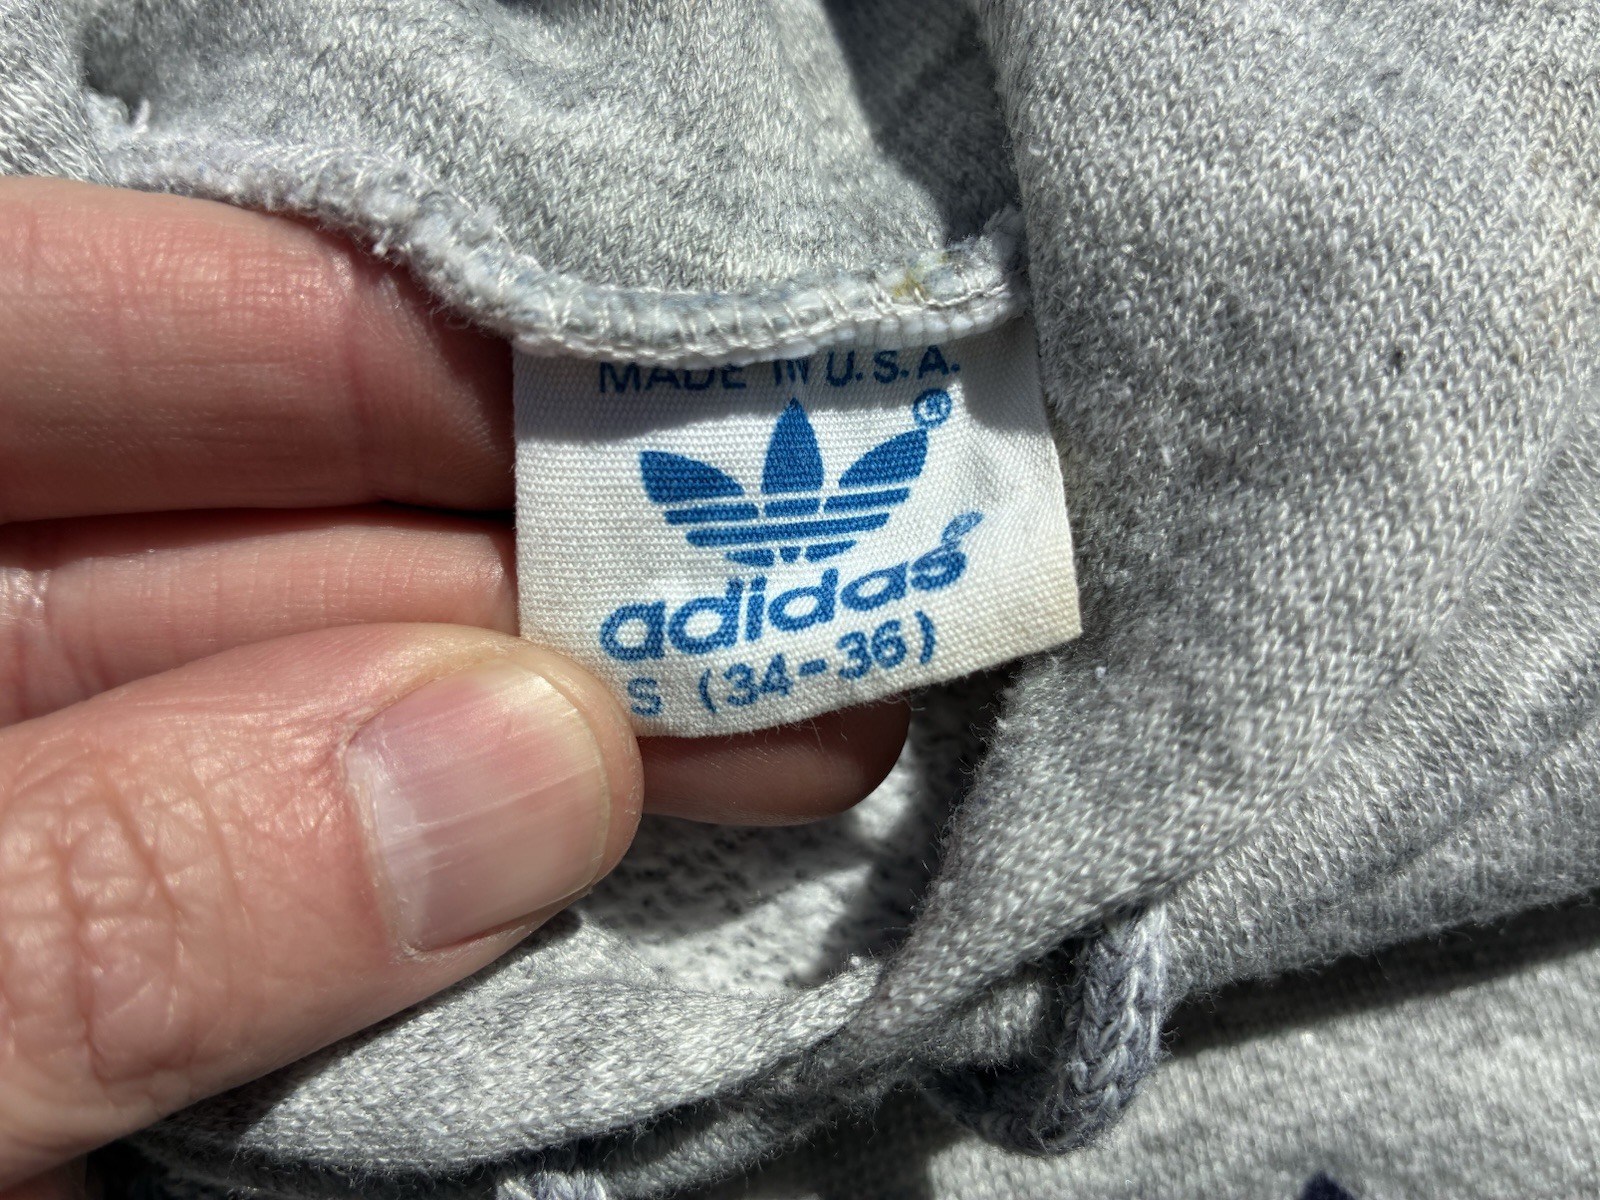 MADE IN U.S.A.
®
adidas®
S (34-36)